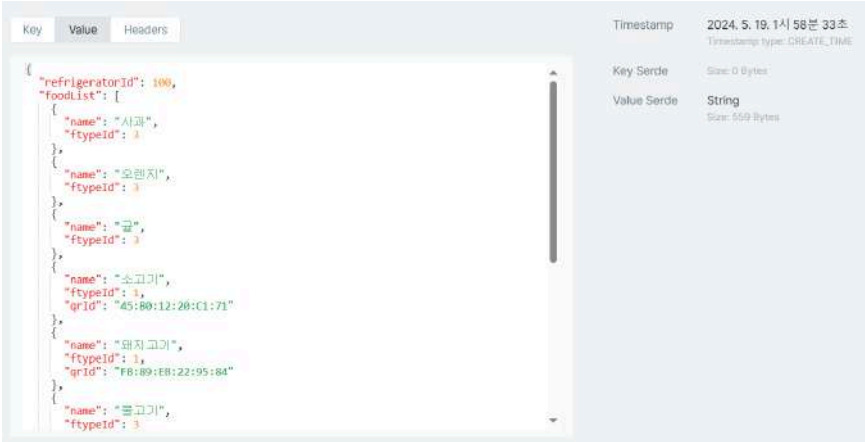 Key Value Headers
{
"refrigeratorId": 100,
"foodList": [
{
"name": "사과",
"ftypeId": 3
},
{
"name": "오렌지",
"ftypeId": 3
},
{
"name": "귤",
"ftypeId": 3
},
{
"name": "소고기",
"ftypeId": 1,
"qrId": "45:80:12:20:C1:71"
},
{
"name": "돼지고기",
"ftypeId": 1,
"qrId": "FB:89:EB:22:95:84"
},
{
"name": "물고기",
"ftypeId": 3
Timestamp 2024. 5. 19. 1시 58분 33초
Timestamp type: CREATE_TIME
Key Serde Size: 0 Bytes
Value Serde String
Size: 559 Bytes